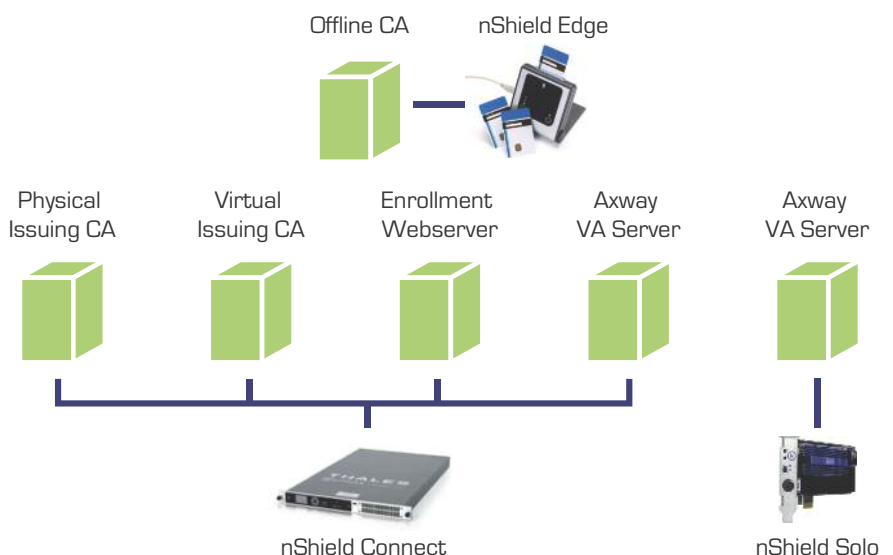 Offline CA
nShield Edge
Physical
Issuing CA
Virtual
Issuing CA
Enrollment
Webserver
Axway
VA Server
Axway
VA Server
THALES
nShield Connect
nShield Solo